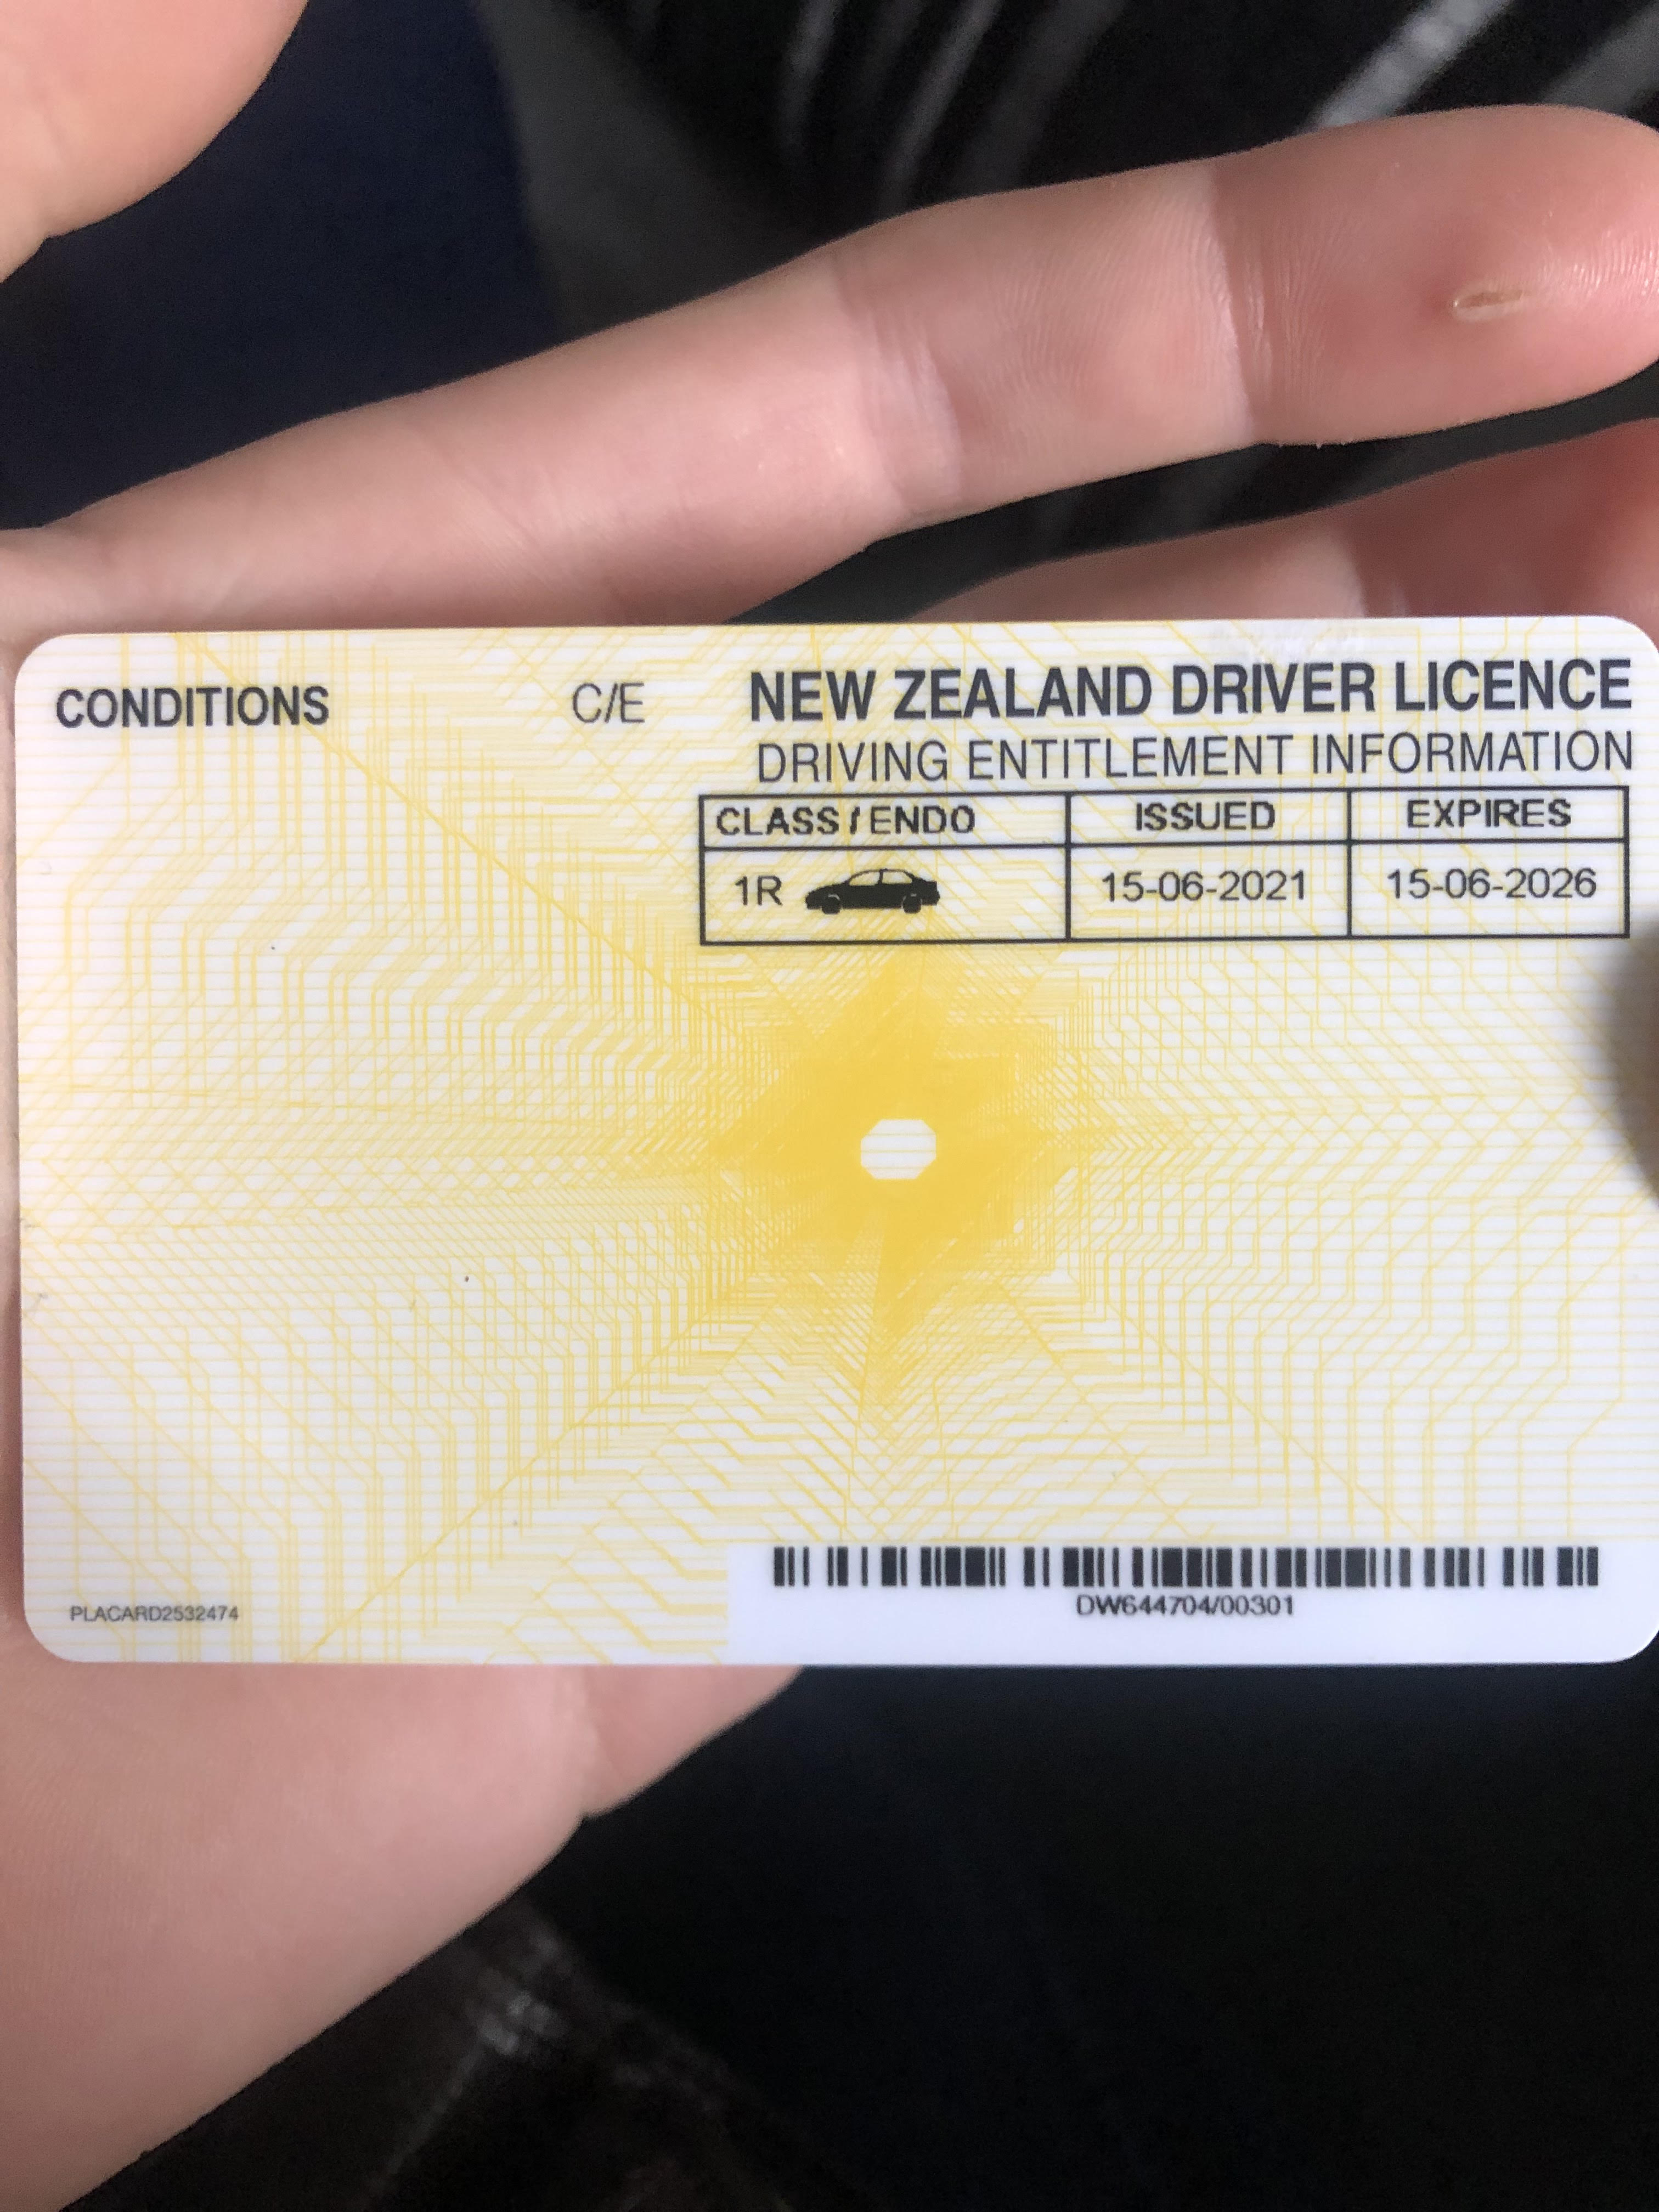 CONDITIONS C/E
NEW ZEALAND DRIVER LICENCE
DRIVING ENTITLEMENT INFORMATION
CLASS / ENDO ISSUED EXPIRES
1R 15-06-2021 15-06-2026
PLACARD2532474
DW644704/00301